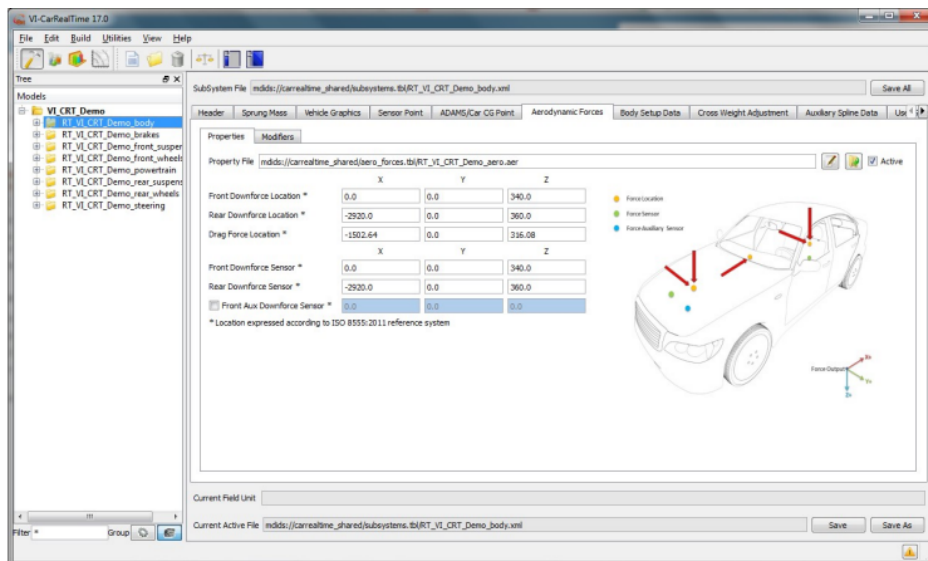 VI-CarRealTime 17.0
File Edit Build Utilities View Help
Tree
Models
VI_CRT_Demo
RT_VI_CRT_Demo_body
RT_VI_CRT_Demo_brakes
RT_VI_CRT_Demo_front_suspen
RT_VI_CRT_Demo_front_wheels
RT_VI_CRT_Demo_powertrain
RT_VI_CRT_Demo_rear_suspens
RT_VI_CRT_Demo_rear_wheels
RT_VI_CRT_Demo_steering
Filter * Group
SubSystem File mdids://carrealtime_shared/subsystems.tbl/RT_VI_CRT_Demo_body.xml Save All
Header Sprung Mass Vehicle Graphics Sensor Point ADAMS/Car CG Point Aerodynamic Forces Body Setup Data Cross Weight Adjustment Auxiliary Spline Data
Properties Modifiers
Property File mdids://carrealtime_shared/aero_forces.tbl/RT_VI_CRT_Demo_aero.aer Active
X Y Z
Front Downforce Location * 0.0 0.0 340.0
Rear Downforce Location * -2920.0 0.0 360.0
Drag Force Location * -1502.64 0.0 316.08
X Y Z
Front Downforce Sensor * 0.0 0.0 340.0
Rear Downforce Sensor * -2920.0 0.0 360.0
Front Aux Downforce Sensor * 0.0 0.0 0.0
* Location expressed according to ISO 8555:2011 reference system
Force Location
Force Sensor
Force Auxiliary Sensor
Force Output
Current Field Unit
Current Active File mdids://carrealtime_shared/subsystems.tbl/RT_VI_CRT_Demo_body.xml Save Save As